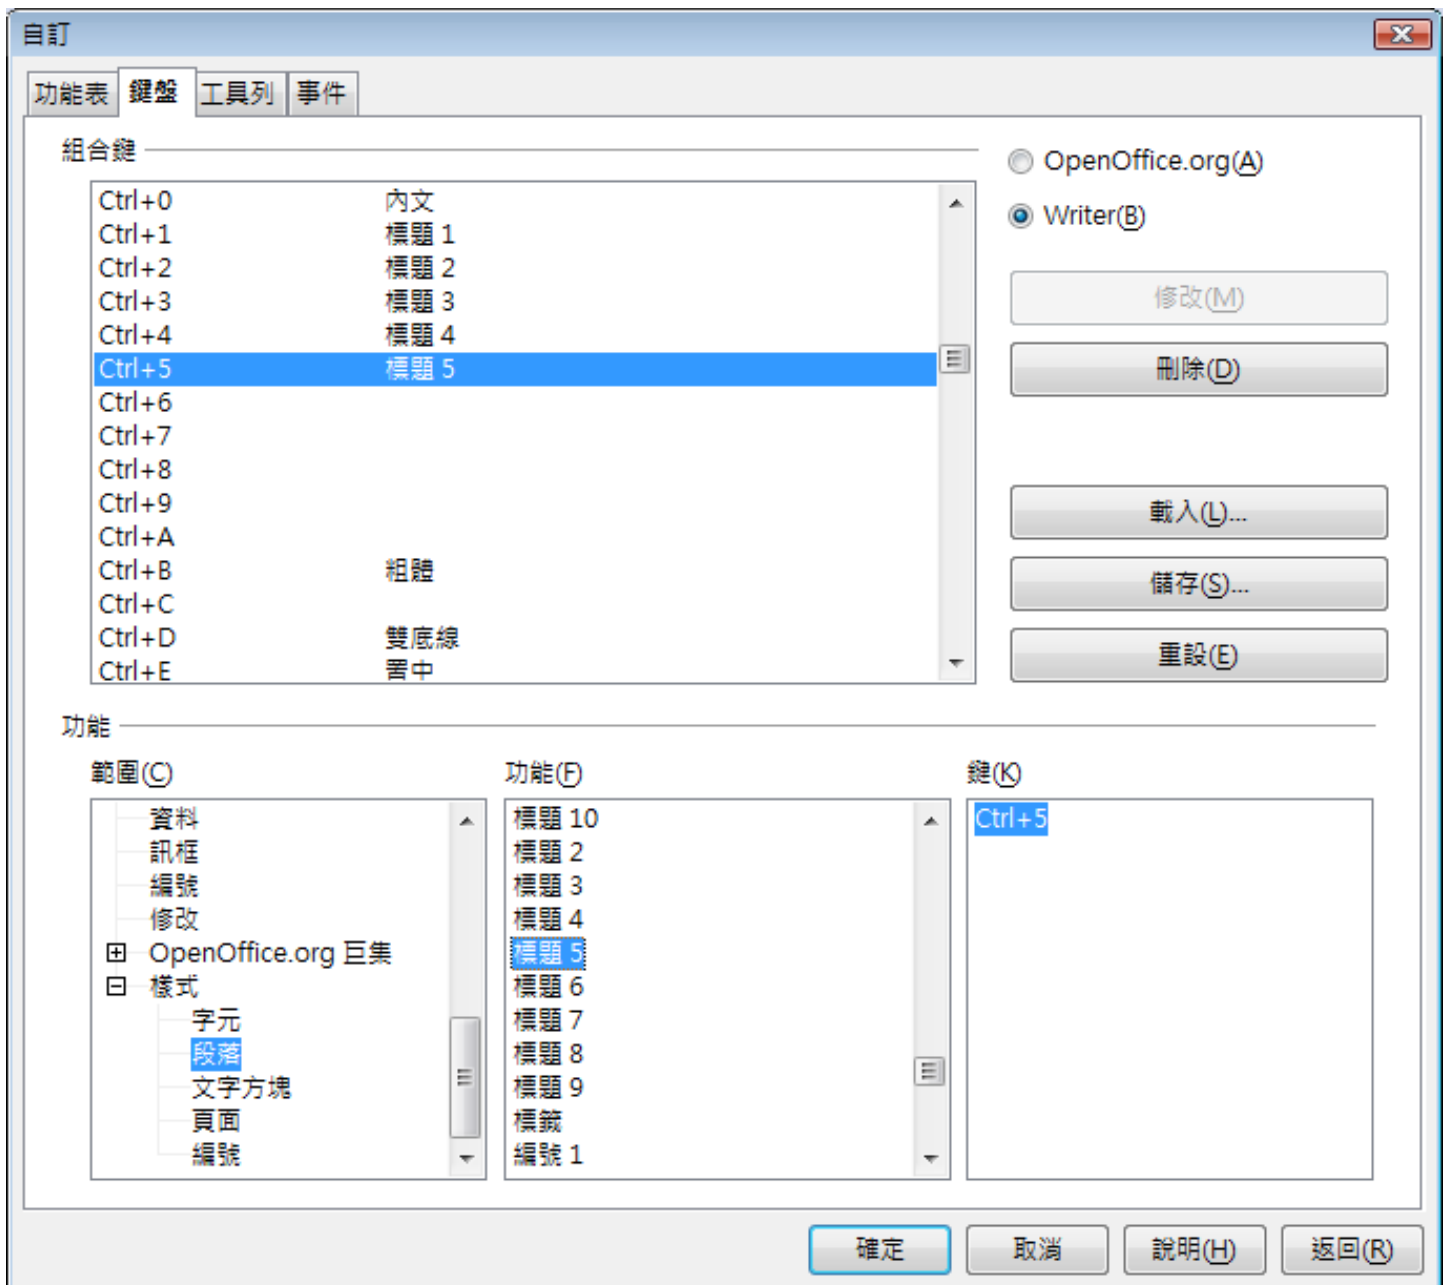 自訂
功能表 鍵盤 工具列 事件
組合鍵
OpenOffice.org(A)
Writer(B)
Ctrl+0 內文
Ctrl+1 標題 1
Ctrl+2 標題 2
Ctrl+3 標題 3
Ctrl+4 標題 4
Ctrl+5 標題 5
Ctrl+6
Ctrl+7
Ctrl+8
Ctrl+9
Ctrl+A
Ctrl+B 粗體
Ctrl+C
Ctrl+D 雙底線
Ctrl+E 置中
修改(M)
刪除(D)
載入(L)...
儲存(S)...
重設(E)
功能
範圍(C)
資料
訊框
編號
修改
OpenOffice.org 巨集
樣式
字元
段落
文字方塊
頁面
編號
功能(F)
標題 10
標題 2
標題 3
標題 4
標題 5
標題 6
標題 7
標題 8
標題 9
標籤
編號 1
鍵(K)
Ctrl+5
確定 取消 說明(H) 返回(R)